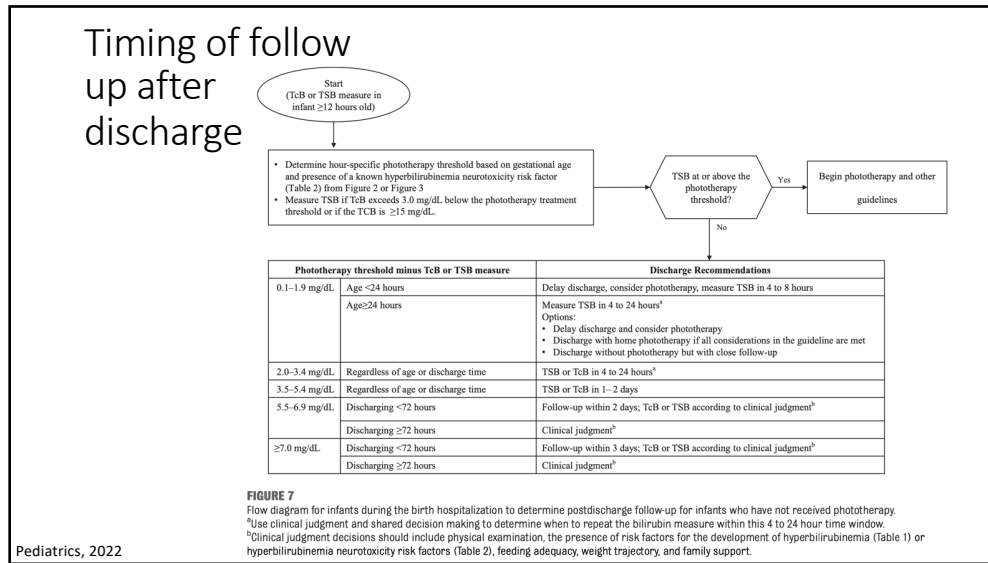 Timing of follow
up after
discharge
Start
(TcB or TSB measure in
infant ≥12 hours old)
• Determine hour-specific phototherapy threshold based on gestational age
and presence of a known hyperbilirubinemia neurotoxicity risk factor
(Table 2) from Figure 2 or Figure 3
• Measure TSB if TcB exceeds 3.0 mg/dL below the phototherapy treatment
threshold or if the TCB is ≥15 mg/dL.
TSB at or above the
phototherapy
threshold?
Yes
Begin phototherapy and other
guidelines
No
Phototherapy threshold minus TcB or TSB measure
Discharge Recommendations
0.1–1.9 mg/dL
Age <24 hours
Delay discharge, consider phototherapy, measure TSB in 4 to 8 hours
Age≥24 hours
Measure TSB in 4 to 24 hoursᵃ
Options:
• Delay discharge and consider phototherapy
• Discharge with home phototherapy if all considerations in the guideline are met
• Discharge without phototherapy but with close follow-up
2.0–3.4 mg/dL
Regardless of age or discharge time
TSB or TcB in 4 to 24 hoursᵃ
3.5–5.4 mg/dL
Regardless of age or discharge time
TSB or TcB in 1–2 days
5.5–6.9 mg/dL
Discharging <72 hours
Follow-up within 2 days; TcB or TSB according to clinical judgmentᵇ
Discharging ≥72 hours
Clinical judgmentᵇ
≥7.0 mg/dL
Discharging <72 hours
Follow-up within 3 days; TcB or TSB according to clinical judgmentᵇ
Discharging ≥72 hours
Clinical judgmentᵇ
FIGURE 7
Flow diagram for infants during the birth hospitalization to determine postdischarge follow-up for infants who have not received phototherapy.
ᵃUse clinical judgment and shared decision making to determine when to repeat the bilirubin measure within this 4 to 24 hour time window.
ᵇClinical judgment decisions should include physical examination, the presence of risk factors for the development of hyperbilirubinemia (Table 1) or
hyperbilirubinemia neurotoxicity risk factors (Table 2), feeding adequacy, weight trajectory, and family support.
Pediatrics, 2022